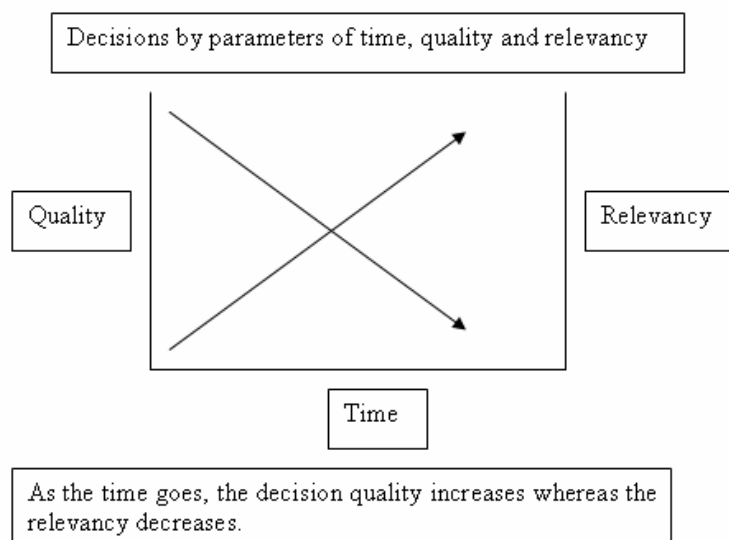 Decisions by parameters of time, quality and relevancy
Quality
Relevancy
Time
As the time goes, the decision quality increases whereas the
relevancy decreases.